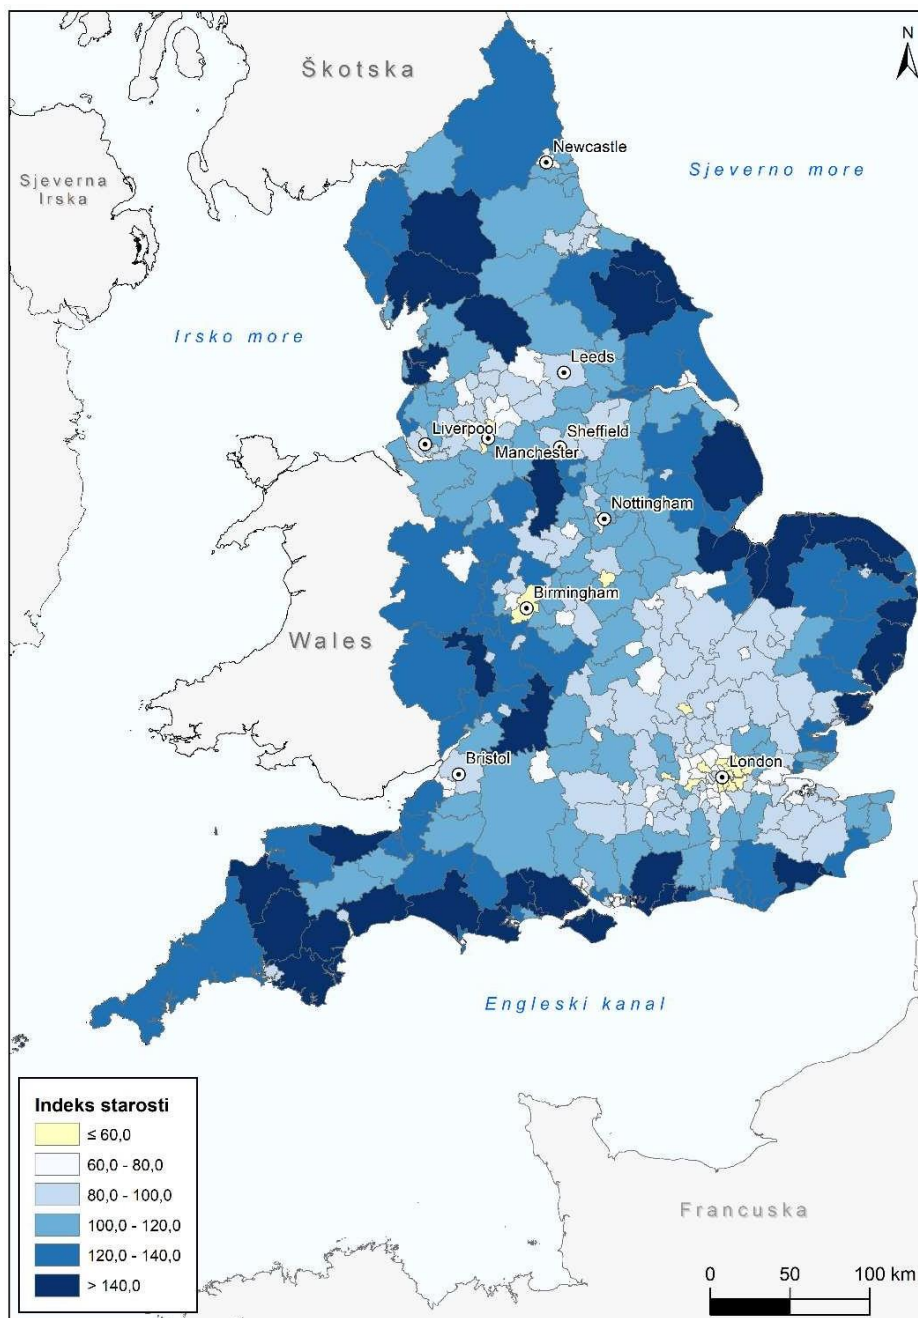 Škotska
N
Newcastle
Sjeverno more
Sjeverna
Irska
Irsko more
Leeds
Liverpool
Sheffield
Manchester
Nottingham
Birmingham
Wales
Bristol
London
Engleski kanal
Indeks starosti
≤ 60,0
60,0 - 80,0
80,0 - 100,0
100,0 - 120,0
120,0 - 140,0
> 140,0
Francuska
0 50 100 km